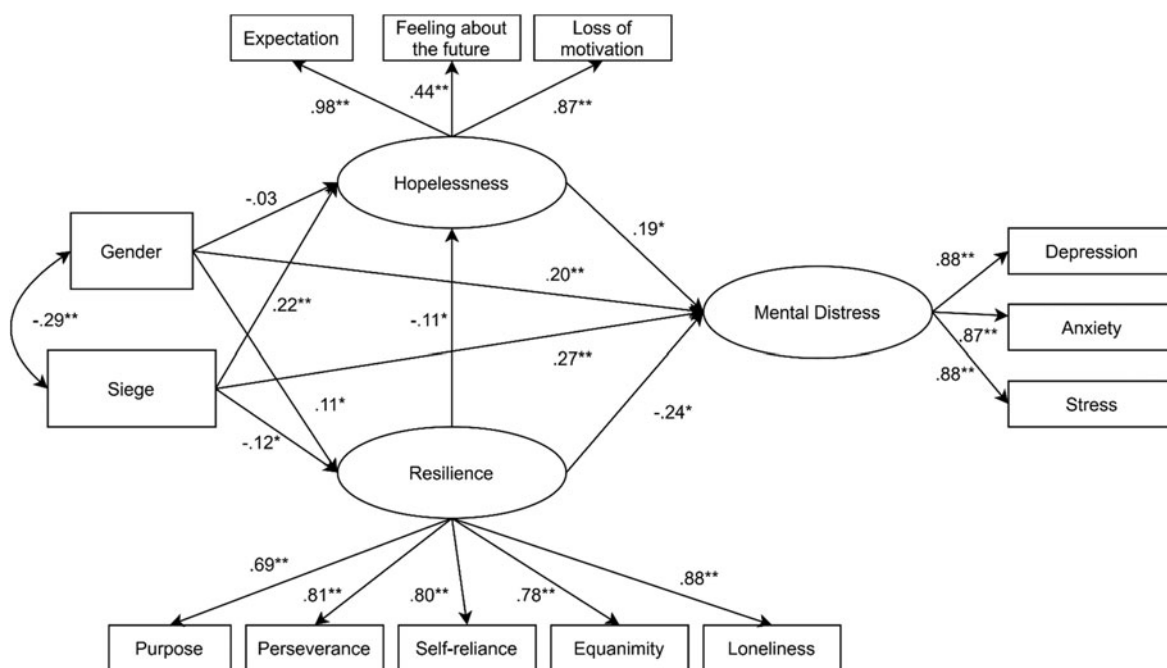 Expectation
Feeling about
the future
Loss of
motivation
.98**
.44**
.87**
Hopelessness
-.03
Gender
.19*
.20**
Depression
.88**
-.29**
.22**
-.11*
Mental Distress
Anxiety
.87**
.27**
Siege
.88**
Stress
.11*
-.12*
-.24*
Resilience
.69**
.81**
.80**
.78**
.88**
Purpose
Perseverance
Self-reliance
Equanimity
Loneliness